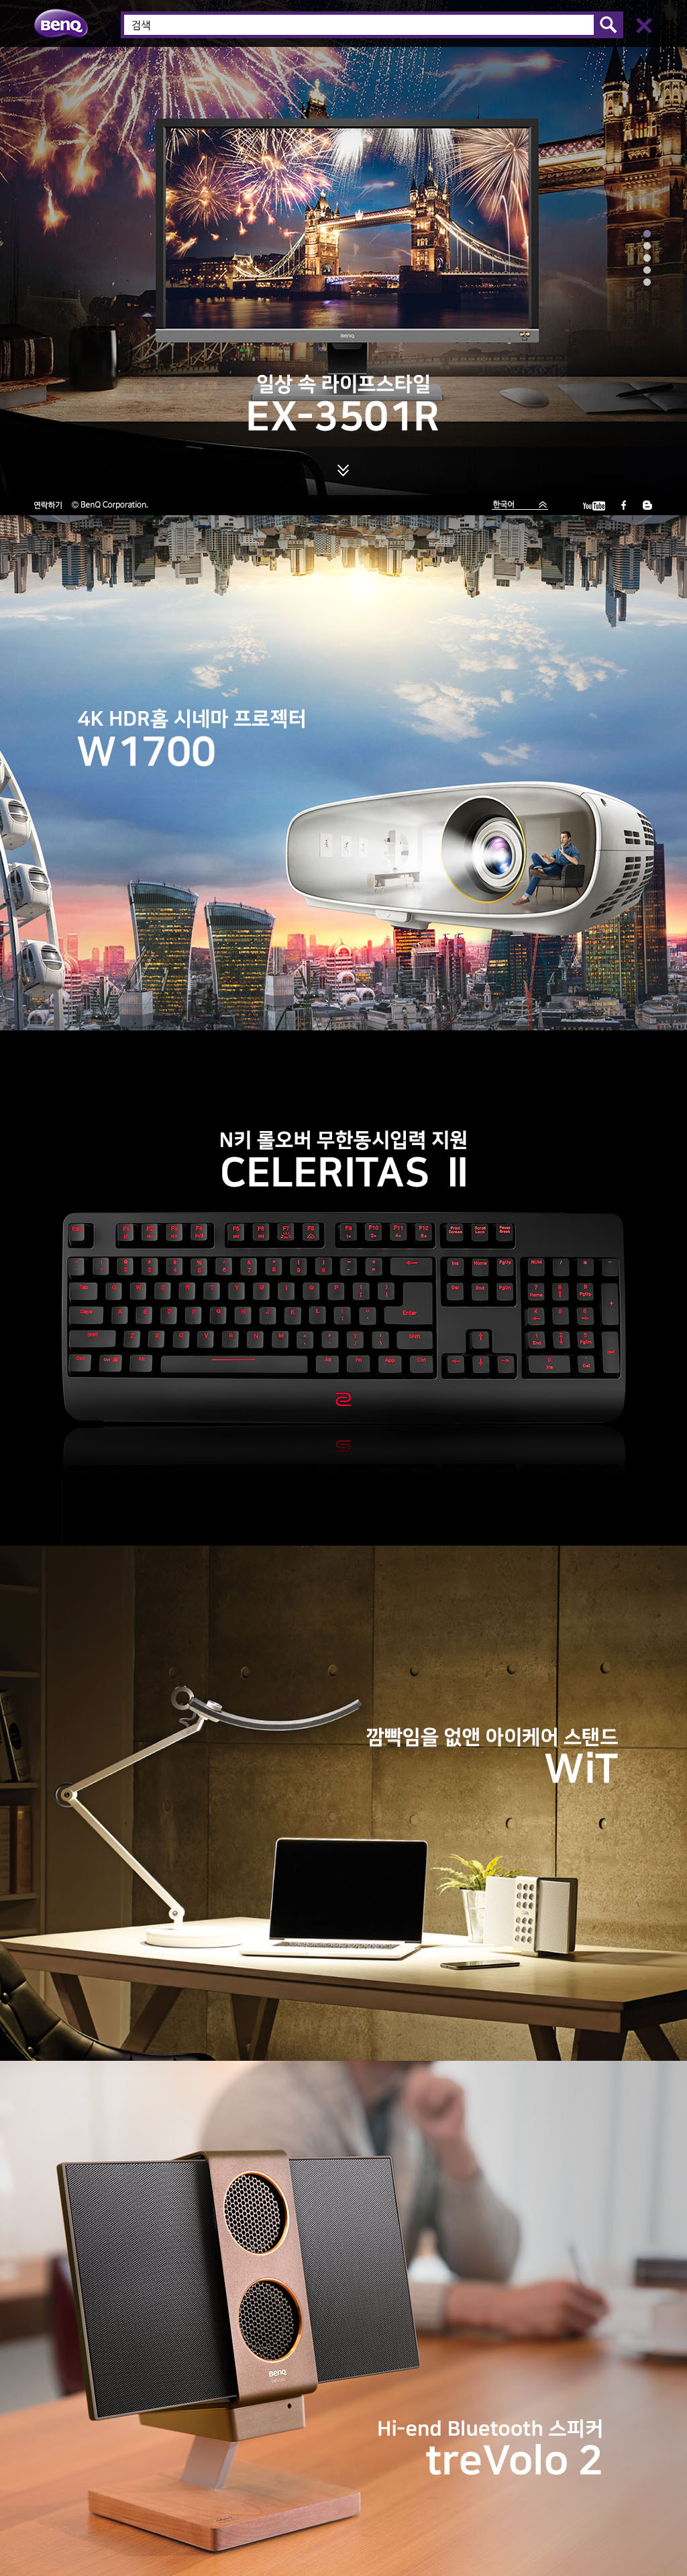 BenQ
검색
BenQ
일상 속 라이프스타일
EX-3501R
연락하기 © BenQ Corporation.
한국어
YouTube
4K HDR홈 시네마 프로젝터
W1700
N키 롤오버 무한동시입력 지원
CELERITAS II
깜빡임을 없앤 아이케어 스탠드
WiT
BenQ
Hi-end Bluetooth 스피커
treVolo 2